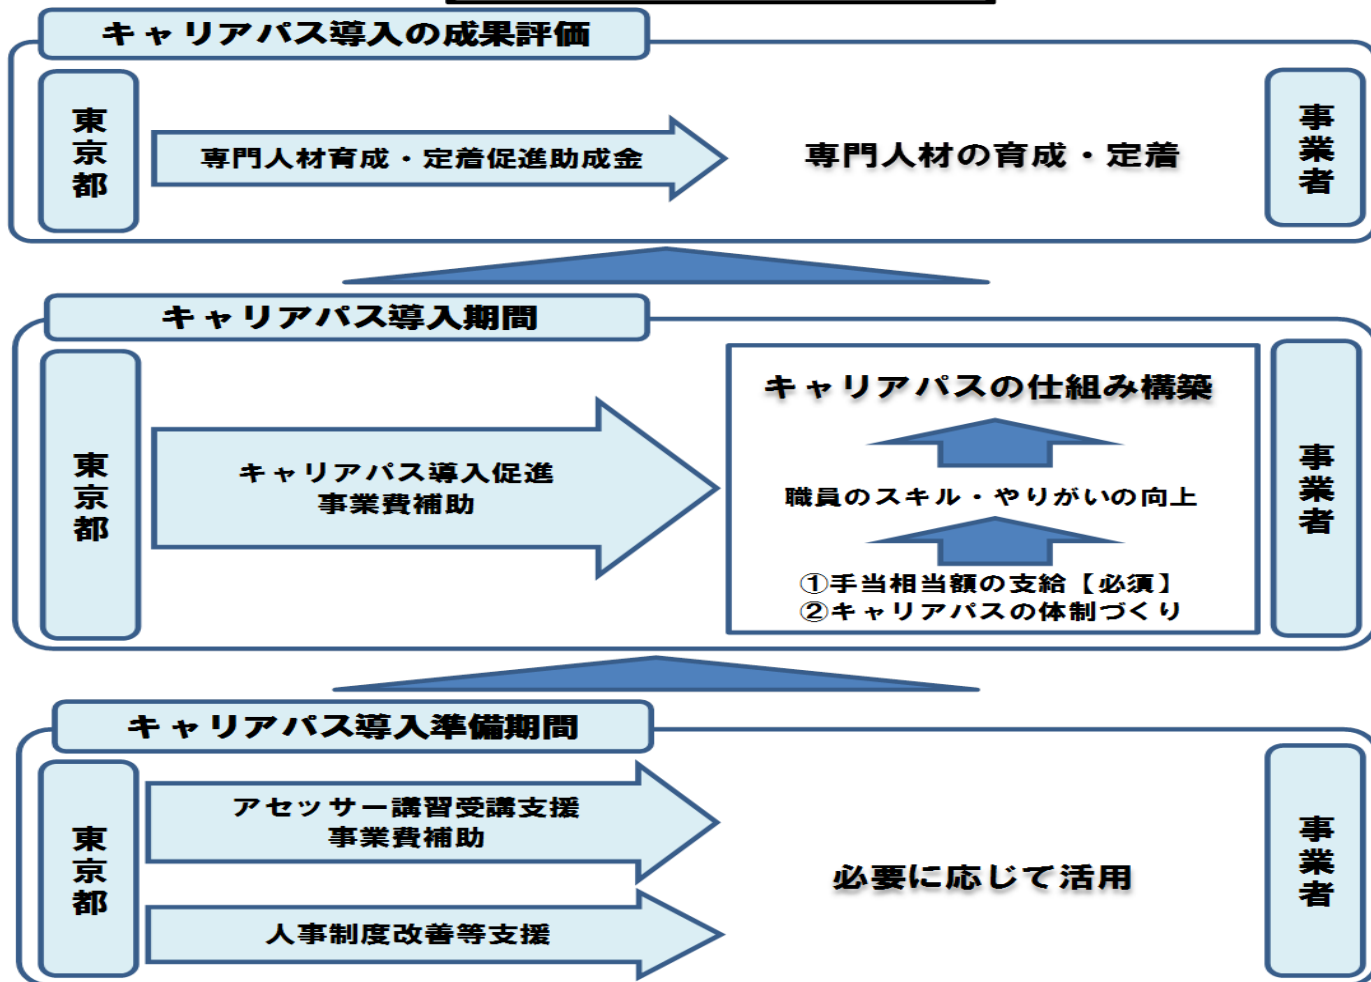 キャリアパス導入の成果評価
東京都
専門人材育成・定着促進助成金
専門人材の育成・定着
事業者
キャリアパス導入期間
東京都
キャリアパス導入促進
事業費補助
キャリアパスの仕組み構築
職員のスキル・やりがいの向上
①手当相当額の支給【必須】
②キャリアパスの体制づくり
事業者
キャリアパス導入準備期間
東京都
アセッサー講習受講支援
事業費補助
人事制度改善等支援
必要に応じて活用
事業者